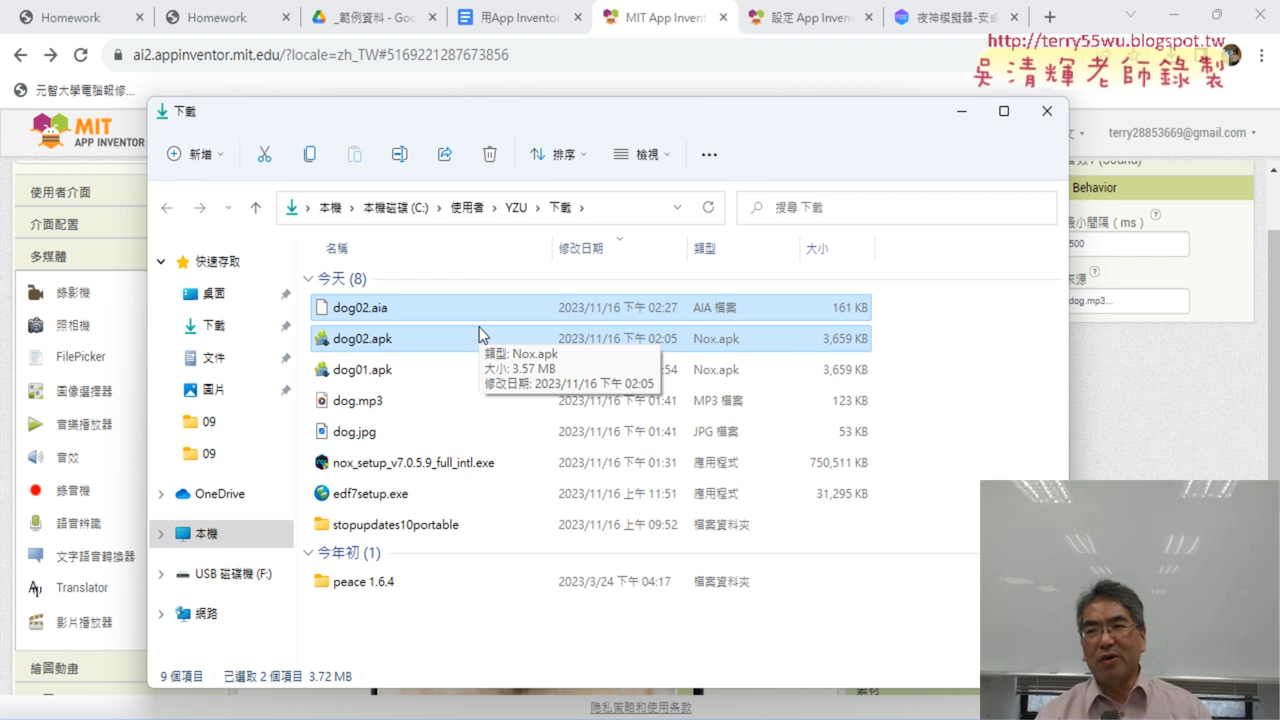 Homework
Homework
_範例資料 - Goo
用App Inventor
MIT App Invent
設定 App Inven
夜神模擬器-安卓
http://terry55wu.blogspot.tw
吳清輝老師錄製
ai2.appinventor.mit.edu/?locale=zh_TW#5169221287673856
元智大學電腦報修...
MIT
APP INVENTOR
terry28853669@gmail.com
下載
新增
排序
檢視
本機 本機磁碟 (C:) 使用者 YZU 下載
搜尋 下載
名稱 修改日期 類型 大小
快速存取
桌面
下載
文件
圖片
09
09
OneDrive
本機
USB 磁碟機 (F:)
網路
今天 (8)
dog02.aia 2023/11/16 下午 02:27 AIA 檔案 161 KB
dog02.apk 2023/11/16 下午 02:05 Nox.apk 3,659 KB
dog01.apk :54 Nox.apk 3,659 KB
dog.mp3 2023/11/16 下午 01:41 MP3 檔案 123 KB
dog.jpg 2023/11/16 下午 01:41 JPG 檔案 53 KB
nox_setup_v7.0.5.9_full_intl.exe 2023/11/16 下午 01:31 應用程式 750,511 KB
edf7setup.exe 2023/11/16 上午 11:51 應用程式 31,295 KB
stopupdates10portable 2023/11/16 上午 09:52 檔案資料夾
今年初 (1)
peace 1.6.4 2023/3/24 下午 04:17 檔案資料夾
類型: Nox.apk
大小: 3.57 MB
修改日期: 2023/11/16 下午 02:05
9 個項目 已選取 2 個項目 3.72 MB
使用者介面
介面配置
多媒體
錄影機
照相機
FilePicker
圖像選擇器
音樂播放器
音效
錄音機
語音辨識
文字語音轉換器
Translator
影片播放器
繪圖動畫
Behavior
最小間隔（ms）
500
來源
dog.mp3...
素材
隐私策略和使用条款